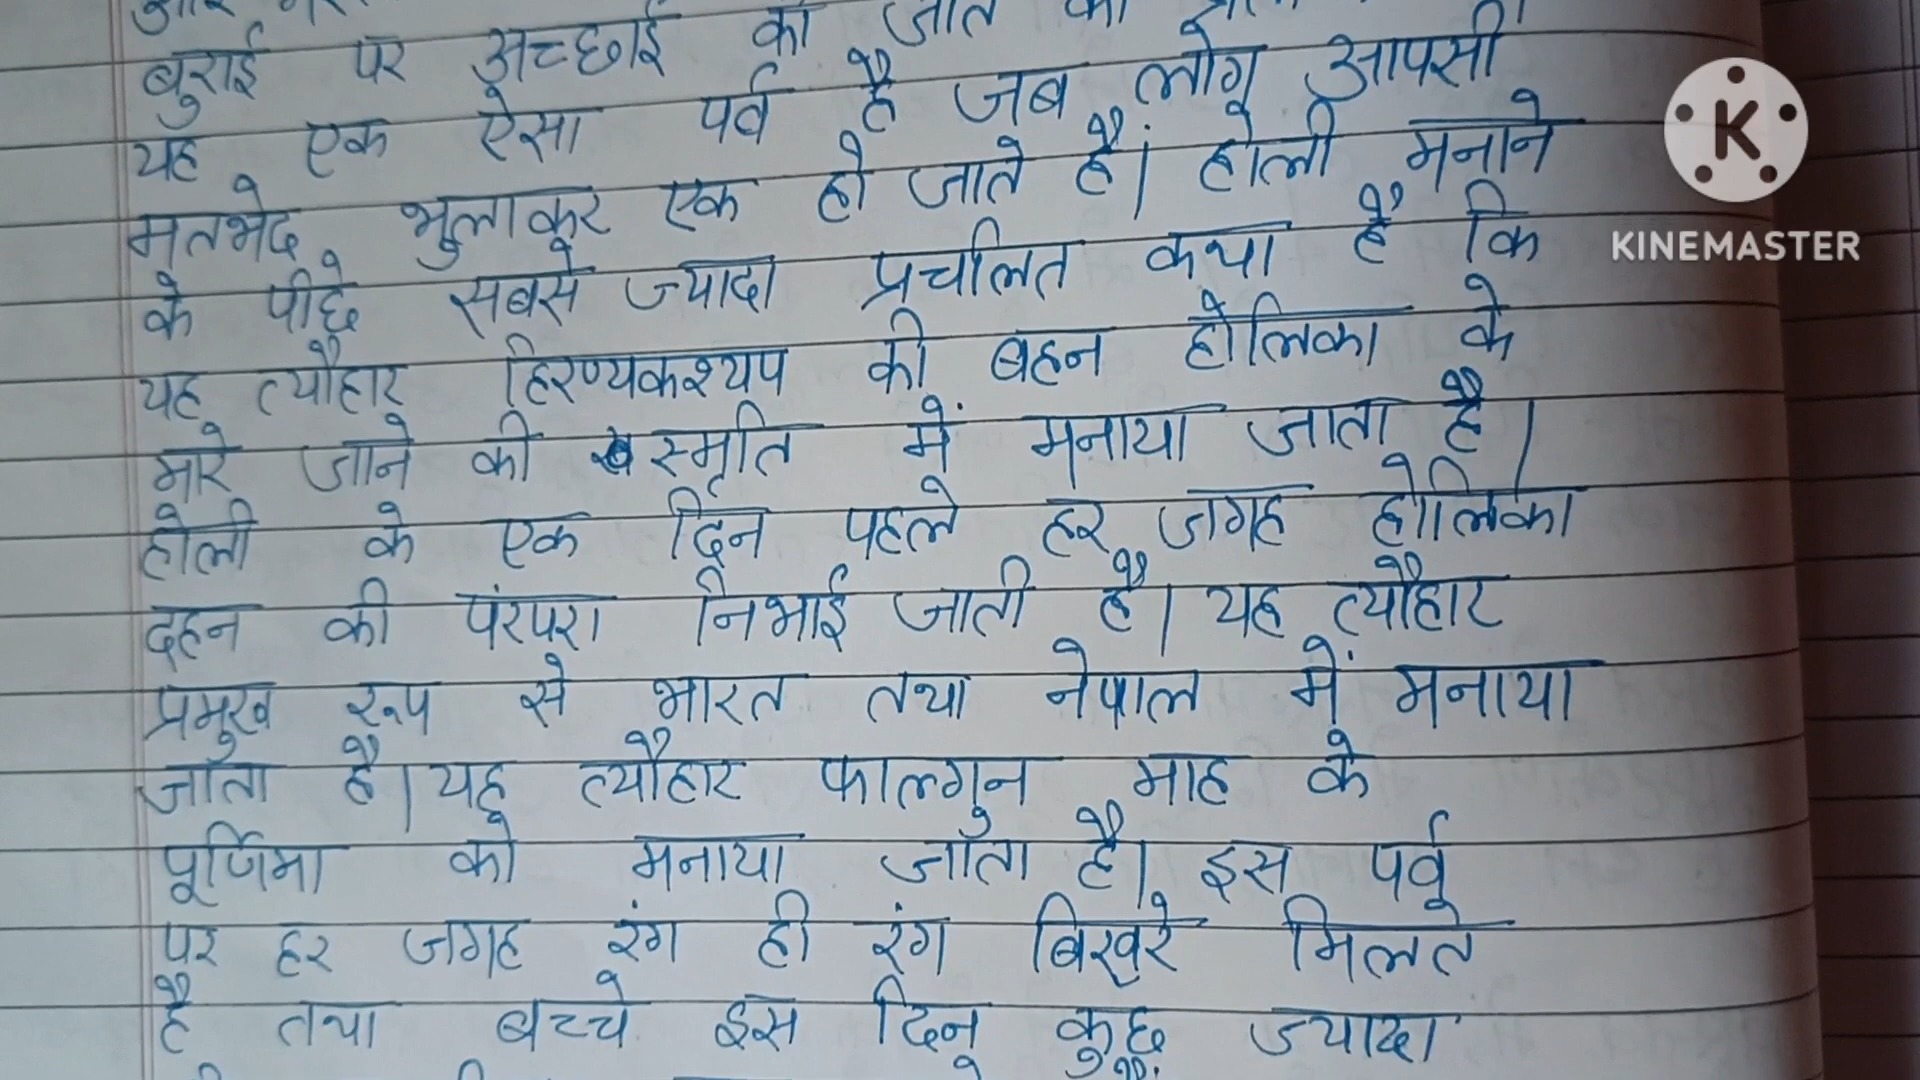 बुराई पर अच्छाई की जीत का
यह एक ऐसा पर्व है जब लोग आपसी
मतभेद भुलाकर एक हो जाते हैं। होली मनाने
के पीछे सबसे ज्यादा प्रचलित कथा है कि
यह त्यौहार हिरण्यकश्यप की बहन होलिका के
मारे जाने की स्मृति में मनाया जाता है।
होली के एक दिन पहले हर जगह होलिका
दहन की पंरपरा निभाई जाती है। यह त्यौहार
प्रमुख रूप से भारत तथा नेपाल में मनाया
जाता है। यह त्यौहार फाल्गुन माह के
पूर्णिमा को मनाया जाता है। इस पर्व
पर हर जगह रंग ही रंग बिखरे मिलते
है तथा बच्चे इस दिन कुछ ज्यादा
K
KINEMASTER